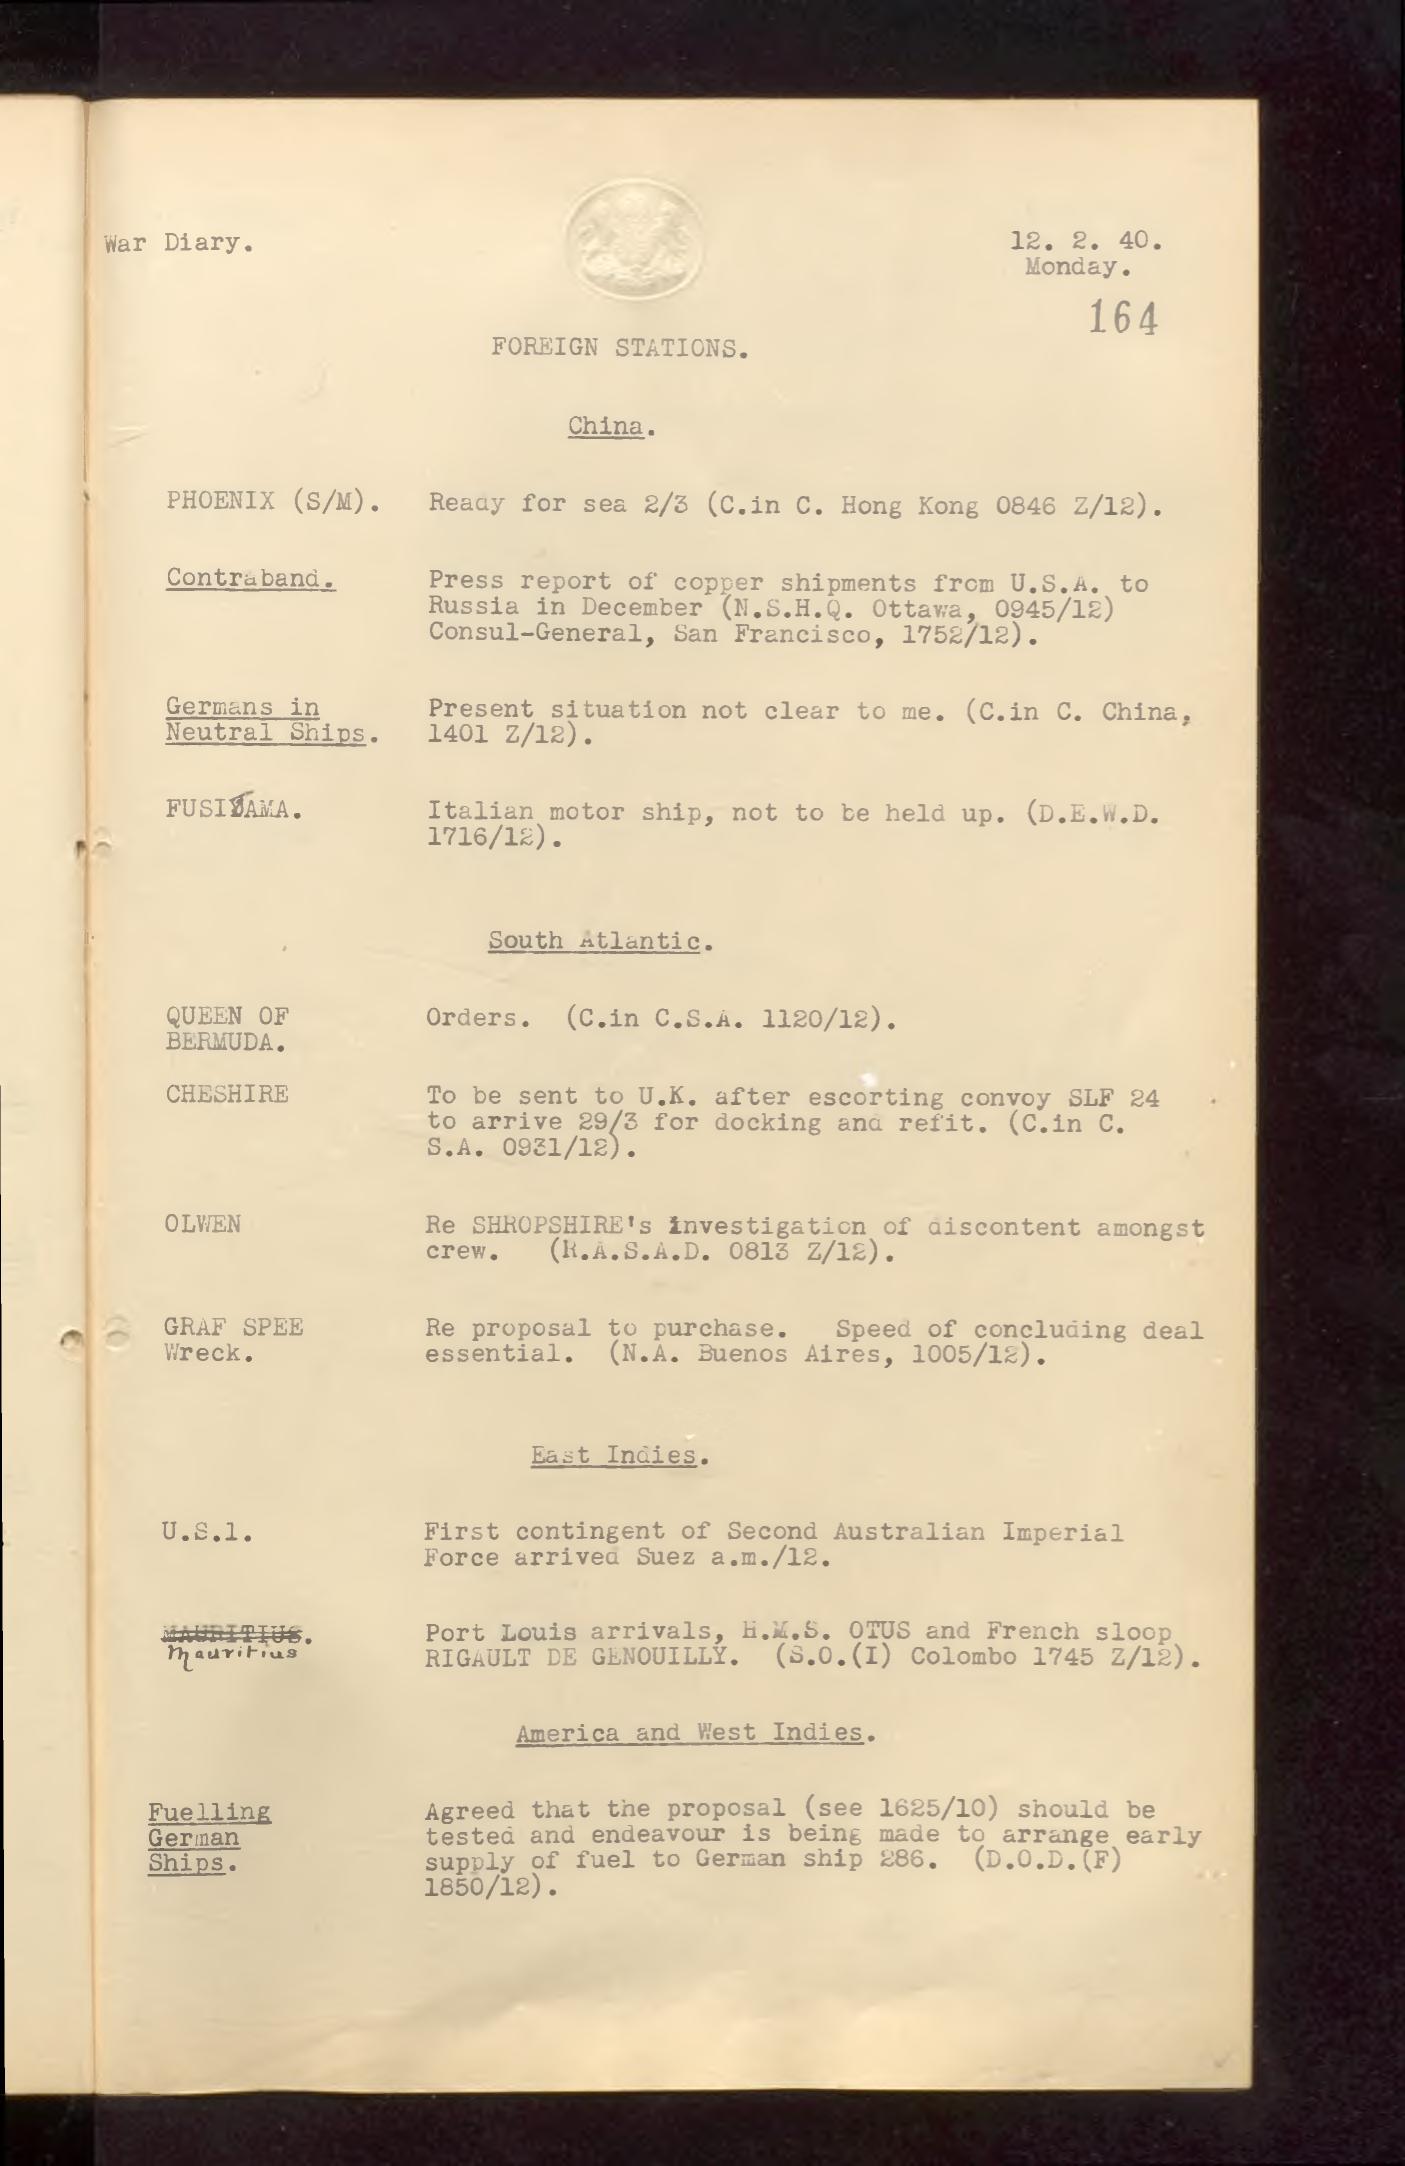 War Diary.
12. 2. 40.
Monday.
164
FOREIGN STATIONS.
China.
PHOENIX (S/M). Ready for sea 2/3 (C.in C. Hong Kong 0846 Z/12).
Contraband. Press report of copper shipments from U.S.A. to
Russia in December (N.S.H.Q. Ottawa, 0945/12)
Consul-General, San Francisco, 1752/12).
Germans in Present situation not clear to me. (C.in C. China,
Neutral Ships. 1401 Z/12).
FUSIJAMA. Italian motor ship, not to be held up. (D.E.W.D.
1716/12).
South Atlantic.
QUEEN OF Orders. (C.in C.S.A. 1120/12).
BERMUDA.
CHESHIRE To be sent to U.K. after escorting convoy SLF 24
to arrive 29/3 for docking and refit. (C.in C.
S.A. 0931/12).
OLWEN Re SHROPSHIRE's investigation of discontent amongst
crew. (R.A.S.A.D. 0813 Z/12).
GRAF SPEE Re proposal to purchase. Speed of concluding deal
Wreck. essential. (N.A. Buenos Aires, 1005/12).
East Indies.
U.S.1. First contingent of Second Australian Imperial
Force arrived Suez a.m./12.
MAURITIUS. Port Louis arrivals, H.M.S. OTUS and French sloop
Mauritius RIGAULT DE GENOUILLY. (S.O.(I) Colombo 1745 Z/12).
America and West Indies.
Fuelling Agreed that the proposal (see 1625/10) should be
German tested and endeavour is being made to arrange early
Ships. supply of fuel to German ship 286. (D.O.D.(F)
1850/12).